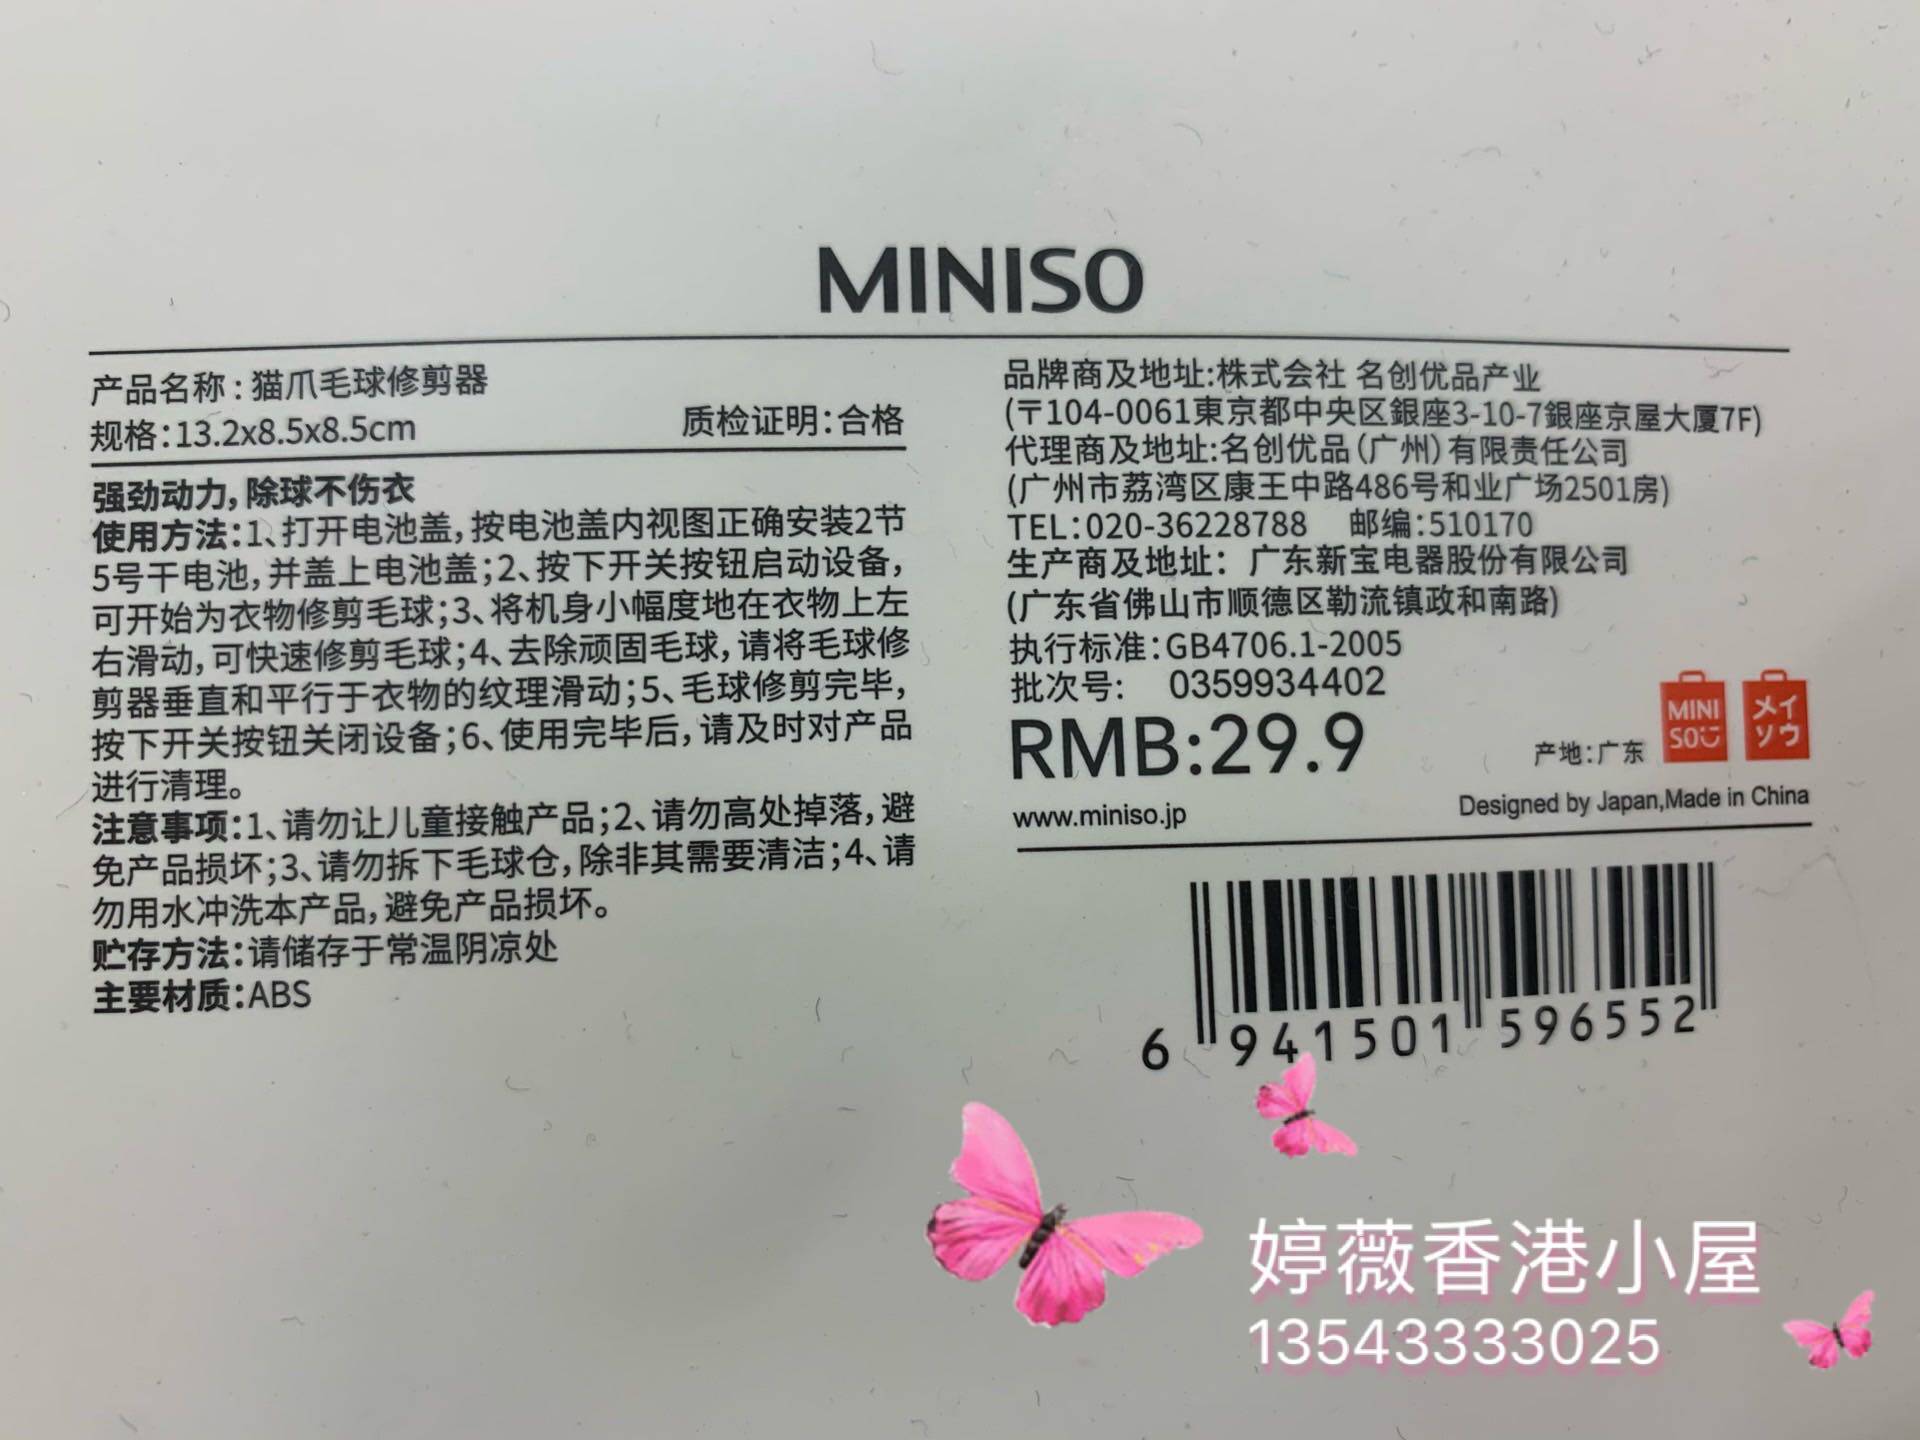 MINISO
产品名称：猫爪毛球修剪器
规格：13.2x8.5x8.5cm
质检证明：合格
强劲动力，除球不伤衣
使用方法：1、打开电池盖，按电池盖内视图正确安装2节
5号干电池，并盖上电池盖；2、按下开关按钮启动设备，
可开始为衣物修剪毛球；3、将机身小幅度地在衣物上左
右滑动，可快速修剪毛球；4、去除顽固毛球，请将毛球修
剪器垂直和平行于衣物的纹理滑动；5、毛球修剪完毕，
按下开关按钮关闭设备；6、使用完毕后，请及时对产品
进行清理。
注意事项：1、请勿让儿童接触产品；2、请勿高处掉落，避
免产品损坏；3、请勿拆下毛球仓，除非其需要清洁；4、请
勿用水冲洗本产品，避免产品损坏。
贮存方法：请储存于常温阴凉处
主要材质：ABS
品牌商及地址：株式会社 名创优品产业
(〒104-0061東京都中央区銀座3-10-7銀座京屋大厦7F)
代理商及地址：名创优品（广州）有限责任公司
(广州市荔湾区康王中路486号和业广场2501房)
TEL：020-36228788 邮编：510170
生产商及地址：广东新宝电器股份有限公司
(广东省佛山市顺德区勒流镇政和南路)
执行标准：GB4706.1-2005
批次号： 0359934402
RMB:29.9
产地：广东
MINI
SO
メイ
ソウ
www.miniso.jp
Designed by Japan,Made in China
6 941501 596552
婷薇香港小屋
13543333025